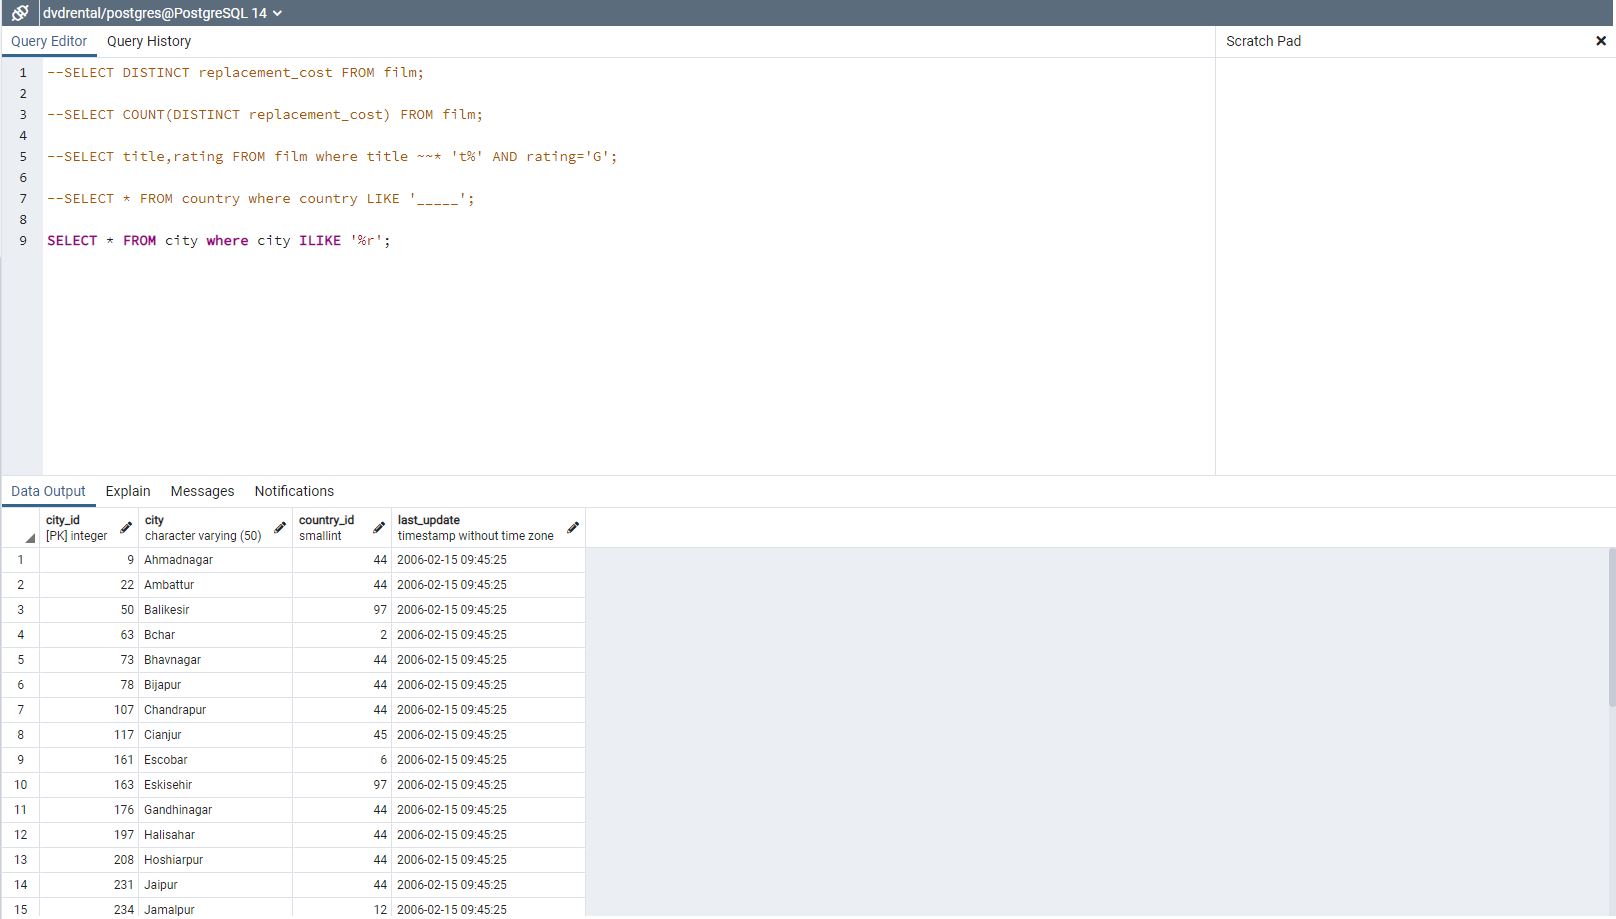 dvdrental/postgres@PostgreSQL 14
Query Editor Query History Scratch Pad
1 --SELECT DISTINCT replacement_cost FROM film;
2
3 --SELECT COUNT(DISTINCT replacement_cost) FROM film;
4
5 --SELECT title,rating FROM film where title ~~* 't%' AND rating='G';
6
7 --SELECT * FROM country where country LIKE '_____';
8
9 SELECT * FROM city where city ILIKE '%r';
Data Output Explain Messages Notifications
city_id city country_id last_update
[PK] integer character varying (50) smallint timestamp without time zone
1 9 Ahmadnagar 44 2006-02-15 09:45:25
2 22 Ambattur 44 2006-02-15 09:45:25
3 50 Balikesir 97 2006-02-15 09:45:25
4 63 Bchar 2 2006-02-15 09:45:25
5 73 Bhavnagar 44 2006-02-15 09:45:25
6 78 Bijapur 44 2006-02-15 09:45:25
7 107 Chandrapur 44 2006-02-15 09:45:25
8 117 Cianjur 45 2006-02-15 09:45:25
9 161 Escobar 6 2006-02-15 09:45:25
10 163 Eskisehir 97 2006-02-15 09:45:25
11 176 Gandhinagar 44 2006-02-15 09:45:25
12 197 Halisahar 44 2006-02-15 09:45:25
13 208 Hoshiarpur 44 2006-02-15 09:45:25
14 231 Jaipur 44 2006-02-15 09:45:25
15 234 Jamalpur 12 2006-02-15 09:45:25